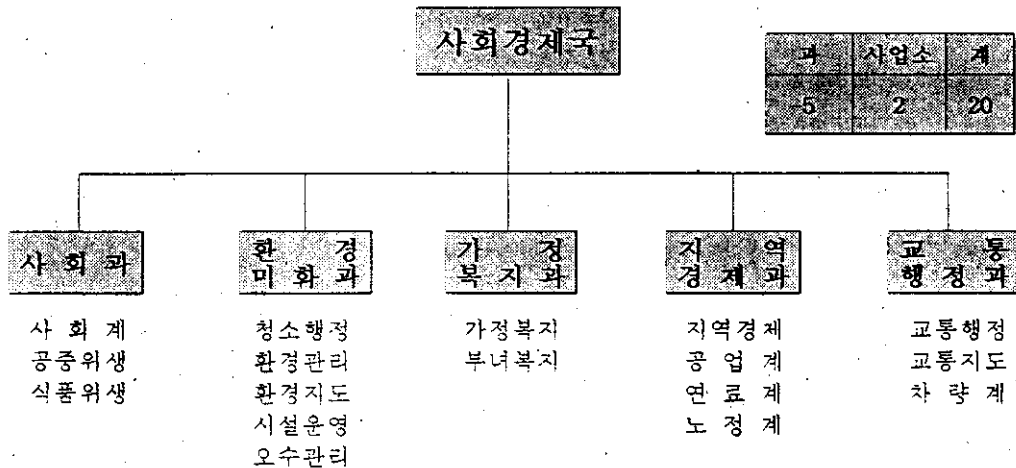 사회경제국
과 사업소 계
5 2 20
사회과
환경
미화과
가정
복지과
지역
경제과
교통
행정과
사회계
공중위생
식품위생
청소행정
환경관리
환경지도
시설운영
오수관리
가정복지
부녀복지
지역경제
공업계
연료계
노정계
교통행정
교통지도
차량계